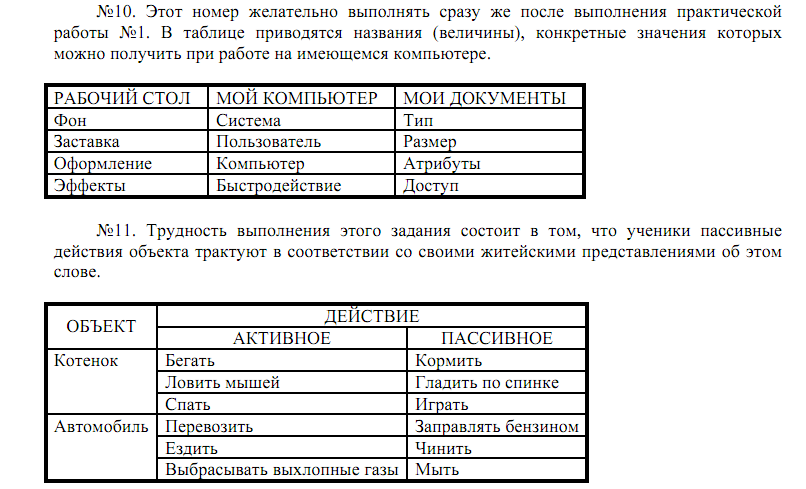 №10. Этот номер желательно выполнять сразу же после выполнения практической
работы №1. В таблице приводятся названия (величины), конкретные значения которых
можно получить при работе на имеющемся компьютере.
РАБОЧИЙ СТОЛ МОЙ КОМПЬЮТЕР МОИ ДОКУМЕНТЫ
Фон Система Тип
Заставка Пользователь Размер
Оформление Компьютер Атрибуты
Эффекты Быстродействие Доступ
№11. Трудность выполнения этого задания состоит в том, что ученики пассивные
действия объекта трактуют в соответствии со своими житейскими представлениями об этом
слове.
ОБЪЕКТ ДЕЙСТВИЕ
АКТИВНОЕ ПАССИВНОЕ
Котенок Бегать Кормить
Ловить мышей Гладить по спинке
Спать Играть
Автомобиль Перевозить Заправлять бензином
Ездить Чинить
Выбрасывать выхлопные газы Мыть